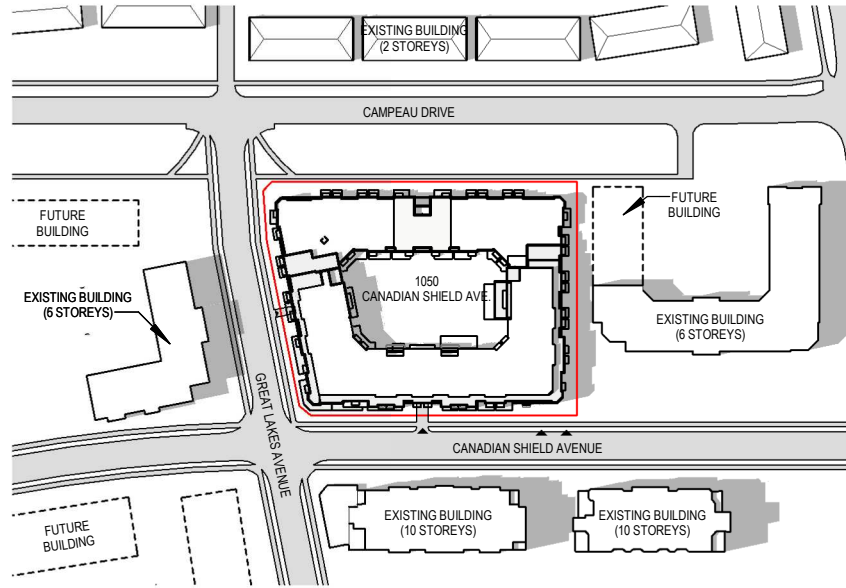 EXISTING BUILDING
(2 STOREYS)
CAMPEAU DRIVE
FUTURE
BUILDING
FUTURE
BUILDING
EXISTING BUILDING
(6 STOREYS)
1050
CANADIAN SHIELD AVE.
EXISTING BUILDING
(6 STOREYS)
GREAT LAKES AVENUE
CANADIAN SHIELD AVENUE
FUTURE
BUILDING
EXISTING BUILDING
(10 STOREYS)
EXISTING BUILDING
(10 STOREYS)